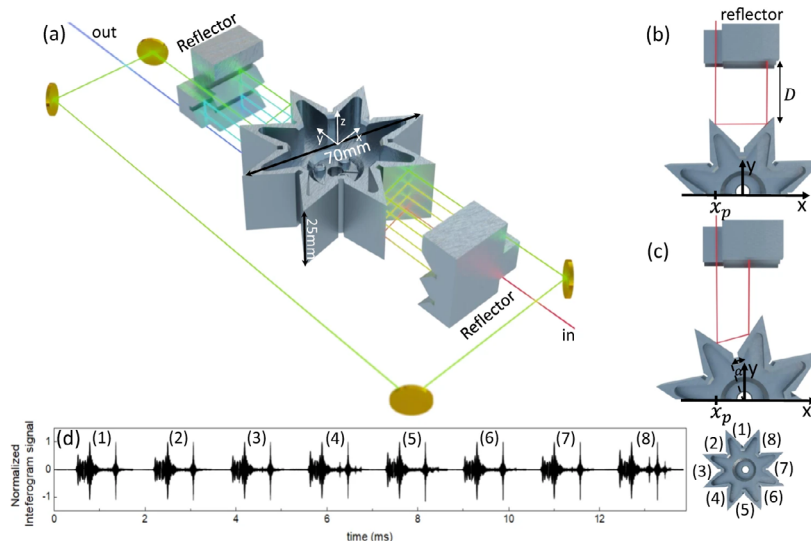 (a)
out
Reflector
z
y
x
70mm
25mm
Reflector
in
(b)
reflector
D
y
x
x_p
(c)
α
y
x
x_p
(d)
Normalized
Inteferogram signal
1
0
-1
(1) (2) (3) (4) (5) (6) (7) (8)
0 2 4 6 8 10 12
time (ms)
(1)
(2) (8)
(3) (7)
(4) (6)
(5)